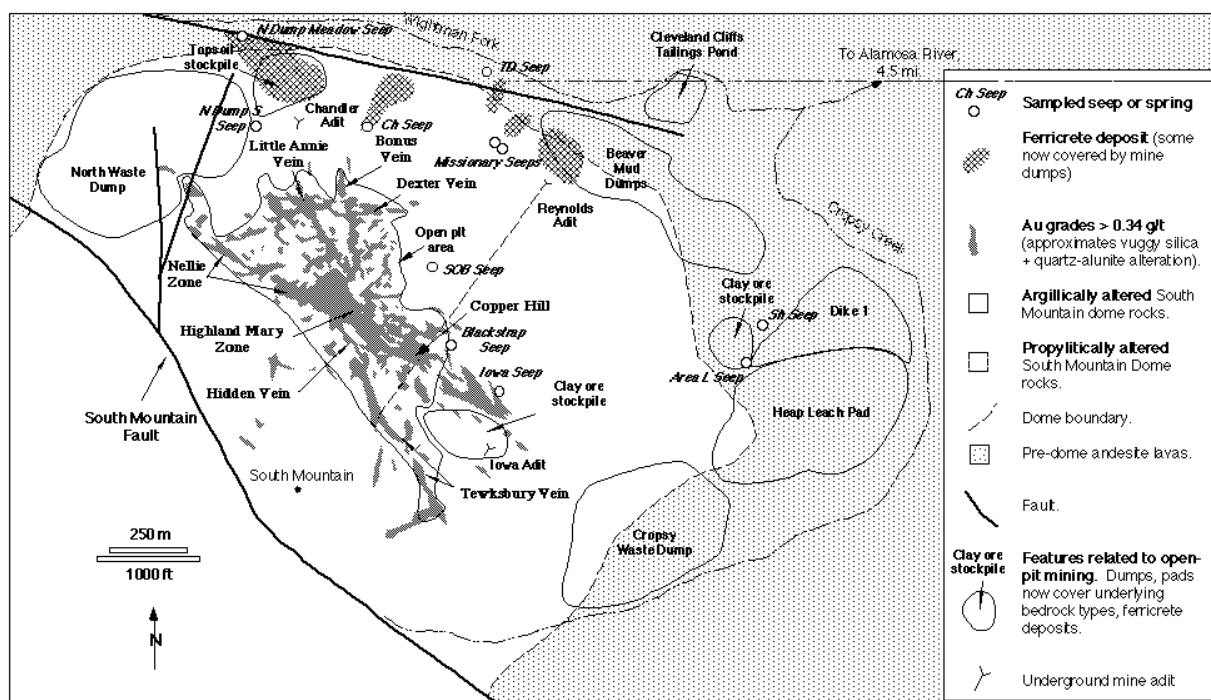 Wightman Fork
N Dump Meadow Seep
Topsoil
stockpile
TD Seep
Cleveland Cliffs
Tailings Pond
To Alamosa River,
4.5 mi.
N Dump S
Seep
Chandler
Adit
Ch Seep
Bonus
Vein
Little Annie
Vein
Missionary Seeps
Beaver
Mud
Dumps
North Waste
Dump
Dexter Vein
Reynolds
Adit
Cropsy Creek
Open pit
area
SOB Seep
Nellie
Zone
Clay ore
stockpile
Sh Seep
Dike 1
Copper Hill
Highland Mary
Zone
Blackstrap
Seep
Iowa Seep
Area L Seep
Hidden Vein
Clay ore
stockpile
Heap Leach Pad
South Mountain
Fault
South Mountain
Iowa Adit
Tewksbury Vein
Cropsy
Waste Dump
250 m
1000 ft
N
Ch Seep
Sampled seep or spring
Ferricrete deposit (some
now covered by mine
dumps)
Au grades > 0.34 g/t
(approximates vuggy silica
+ quartz-alunite alteration).
Argillically altered South
Mountain dome rocks.
Propylitically altered
South Mountain Dome
rocks.
Dome boundary.
Pre-dome andesite lavas.
Fault.
Clay ore
stockpile
Features related to open-
pit mining. Dumps, pads
now cover underlying
bedrock types, ferricrete
deposits.
Underground mine adit